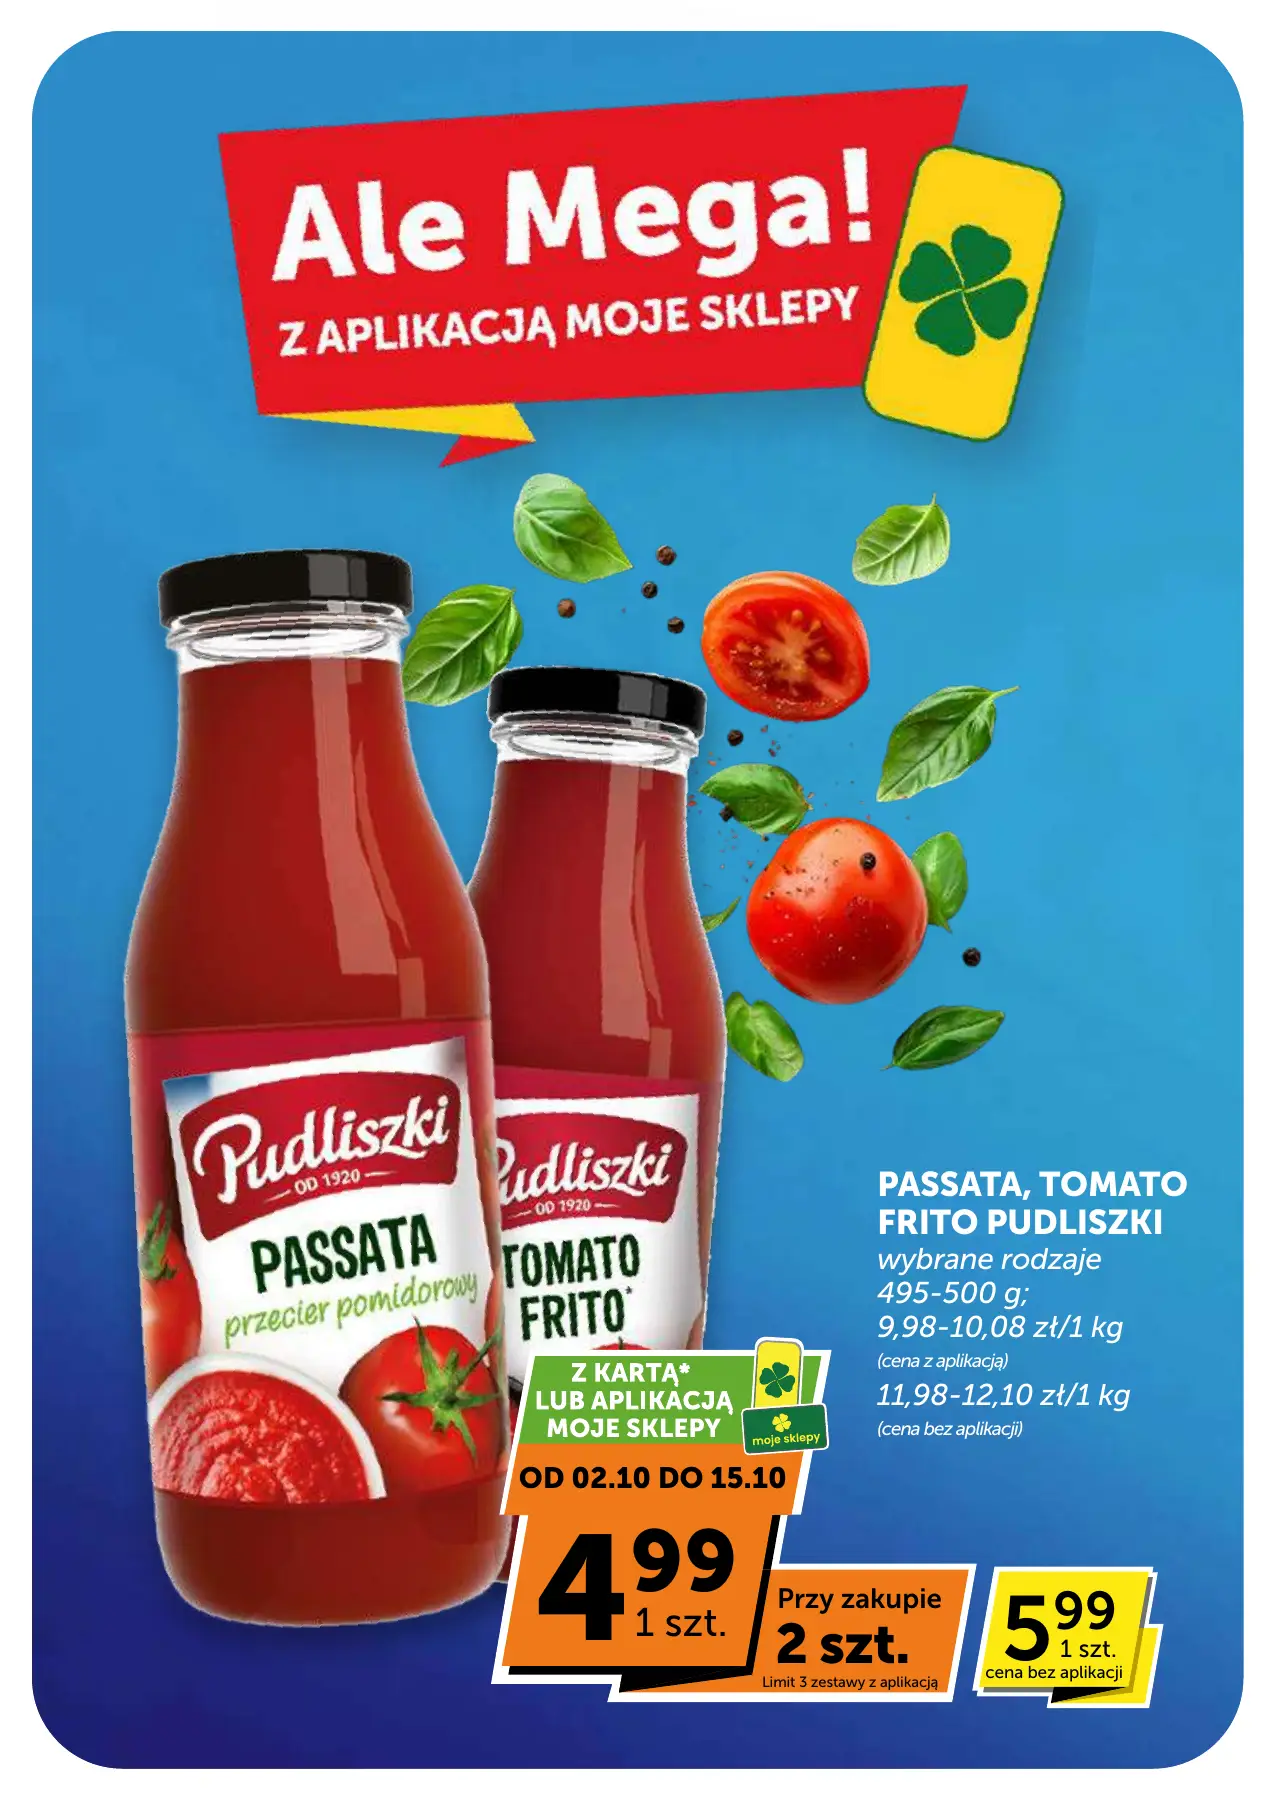 Ale Mega!
Z APLIKACJĄ MOJE SKLEPY
Pudliszki
OD 1920
PASSATA
przecier pomidorowy
Pudliszki
OD 1920
TOMATO
FRITO*
PASSATA, TOMATO
FRITO PUDLISZKI
wybrane rodzaje
495-500 g;
9,98-10,08 zł/1 kg
(cena z aplikacją)
11,98-12,10 zł/1 kg
(cena bez aplikacji)
Z KARTĄ*
LUB APLIKACJĄ
MOJE SKLEPY
moje sklepy
OD 02.10 DO 15.10
4 99
1 szt.
Przy zakupie
2 szt.
Limit 3 zestawy z aplikacją
5 99
1 szt.
cena bez aplikacji